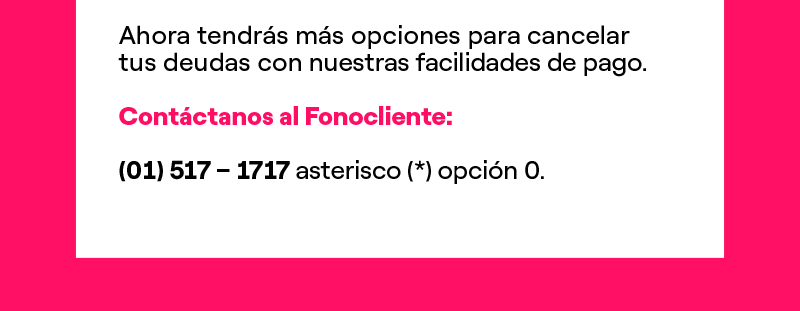 Ahora tendrás más opciones para cancelar
tus deudas con nuestras facilidades de pago.
Contáctanos al Fonocliente:
(01) 517 – 1717 asterisco (*) opción 0.